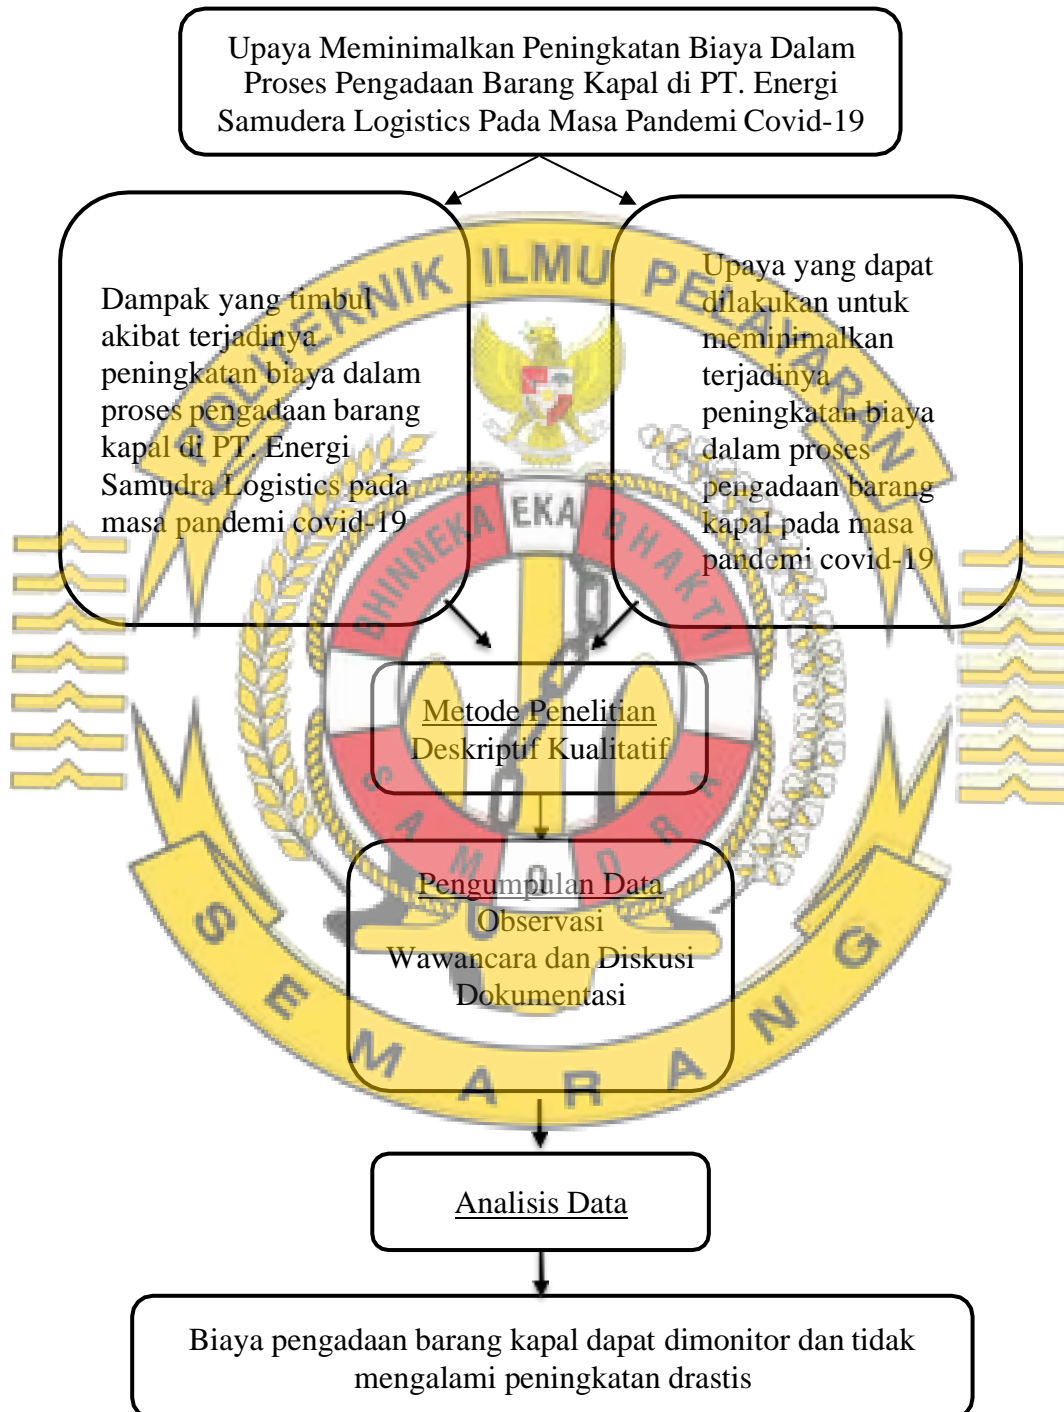 Upaya Meminimalkan Peningkatan Biaya Dalam
Proses Pengadaan Barang Kapal di PT. Energi
Samudera Logistics Pada Masa Pandemi Covid-19
Dampak yang timbul
akibat terjadinya
peningkatan biaya dalam
proses pengadaan barang
kapal di PT. Energi
Samudra Logistics pada
masa pandemi covid-19
Upaya yang dapat
dilakukan untuk
meminimalkan
terjadinya
peningkatan biaya
dalam proses
pengadaan barang
kapal pada masa
pandemi covid-19
POLITEKNIK ILMU PELAYARAN
BHINNEKA EKA BHAKTI
SAMUDRA
SEMARANG
Metode Penelitian
Deskriptif Kualitatif
Pengumpulan Data
Observasi
Wawancara dan Diskusi
Dokumentasi
Analisis Data
Biaya pengadaan barang kapal dapat dimonitor dan tidak
mengalami peningkatan drastis